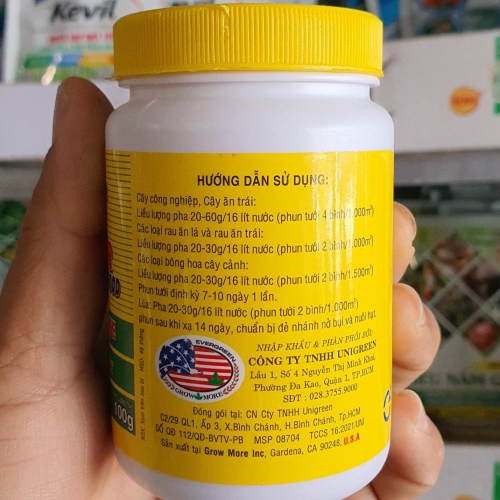 Kevil
HƯỚNG DẪN SỬ DỤNG:
Cây công nghiệp, Cây ăn trái:
Liều lượng pha 20-60g/16 lít nước (phun tưới 4 bình/1.000m²)
Các loại rau ăn lá và rau ăn trái:
Liều lượng pha 20-30g/16 lít nước (phun tưới 2 bình/1.000m²)
Các loại bông hoa cây cảnh:
Liều lượng pha 20-30g/16 lít nước (phun tưới 2 bình/1.500m²)
Phun tưới định kỳ 7-10 ngày 1 lần.
Lúa: Pha 20-30g/16 lít nước (phun tưới 2 bình/1.000m²)
phun sau khi xạ 14 ngày, chuẩn bị đẻ nhánh nở bụi và nuôi hạt.
EVERGREEN
GROW MORE
NHẬP KHẨU & PHÂN PHỐI BỞI:
CÔNG TY TNHH UNIGREEN
Lầu 1, Số 4 Nguyễn Thị Minh Khai,
Phường Đa Kao, Quận 1, TP.HCM
SĐT : 028.3755.9000
Đóng gói tại: CN Cty TNHH Unigreen
C2/29 QL1, Ấp 3, X.Bình Chánh, H.Bình Chánh, Tp.HCM
SỐ QĐ 112/QĐ-BVTV-PB MSP 08704 TCCS 16:2021/UNI
Sản xuất tại Grow More Inc, Gardena, CA 90248, U.S.A
100g